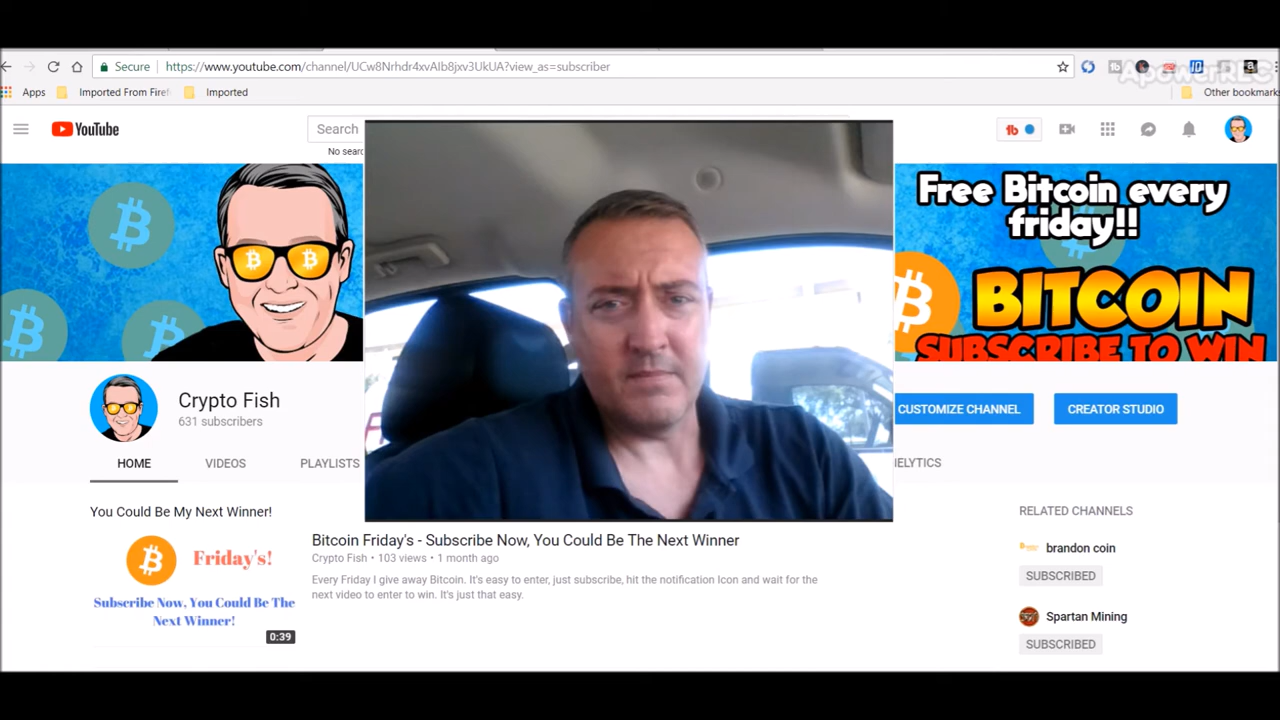 ApowerREC
Secure https://www.youtube.com/channel/UCw8Nrhdr4xvAIb8jxv3UkUA?view_as=subscriber
Apps Imported From Firef Imported Other bookmarks
YouTube
Search
No searc
Free Bitcoin every
friday!!
BITCOIN
SUBSCRIBE TO WIN
Crypto Fish
631 subscribers
CUSTOMIZE CHANNEL CREATOR STUDIO
HOME VIDEOS PLAYLISTS
You Could Be My Next Winner!
RELATED CHANNELS
Friday's!
Subscribe Now, You Could Be The
Next Winner!
0:39
Bitcoin Friday's - Subscribe Now, You Could Be The Next Winner
Crypto Fish • 103 views • 1 month ago
Every Friday I give away Bitcoin. It's easy to enter, just subscribe, hit the notification Icon and wait for the
next video to enter to win. It's just that easy.
brandon coin
SUBSCRIBED
Spartan Mining
SUBSCRIBED